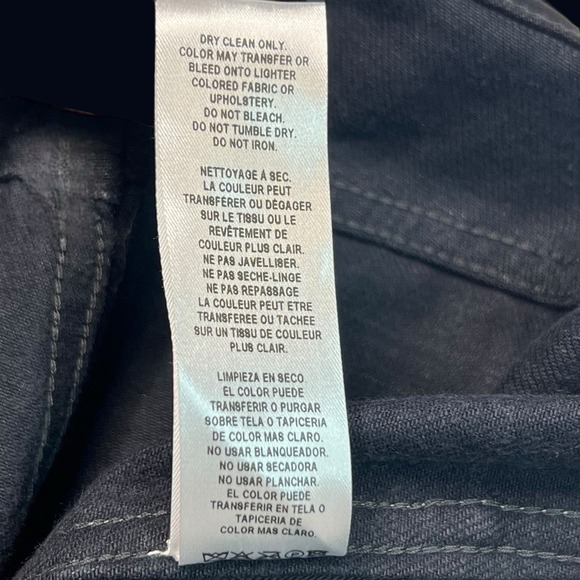 DRY CLEAN ONLY.
COLOR MAY TRANSFER OR
BLEED ONTO LIGHTER
COLORED FABRIC OR
UPHOLSTERY.
DO NOT BLEACH.
DO NOT TUMBLE DRY.
DO NOT IRON.
NETTOYAGE À SEC.
LA COULEUR PEUT
TRANSFÉRER OU DÉGAGER
SUR LE TISSU OU LE
REVÊTEMENT DE
COULEUR PLUS CLAIR.
NE PAS JAVELLISER.
NE PAS SECHE-LINGE
NE PAS REPASSAGE
LA COULEUR PEUT ETRE
TRANSFEREE OU TACHEE
SUR UN TISSU DE COULEUR
PLUS CLAIR.
LIMPIEZA EN SECO.
EL COLOR PUEDE
TRANSFERIR O PURGAR
SOBRE TELA O TAPICERIA
DE COLOR MAS CLARO.
NO USAR BLANQUEADOR.
NO USAR SECADORA
NO USAR PLANCHAR.
EL COLOR PUEDE
TRANSFERIR EN TELA O
TAPICERIA DE
COLOR MAS CLARO.